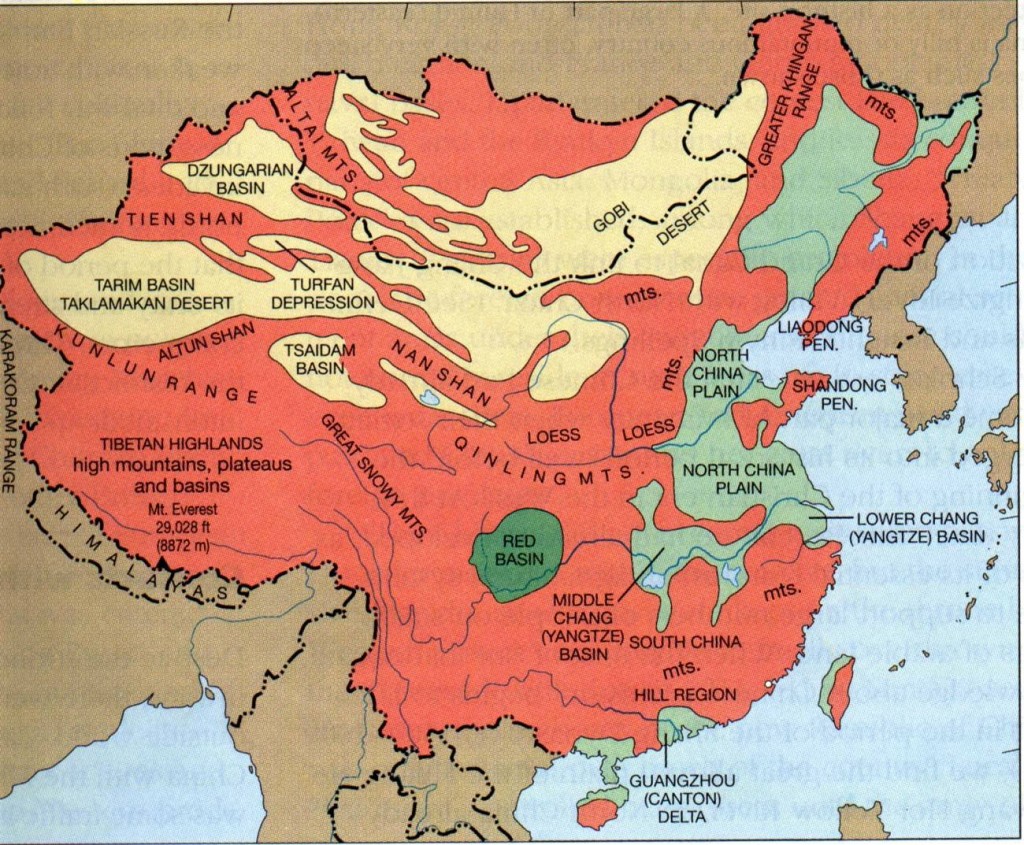 GREATER KHINGAN
RANGE
mts.
ALTAI MTS.
DZUNGARIAN
BASIN
TIEN SHAN
GOBI
DESERT
mts.
TARIM BASIN
TAKLAMAKAN DESERT
TURFAN
DEPRESSION
mts.
LIAODONG
PEN.
KARAKORAM RANGE
KUNLUN RANGE
ALTUN SHAN
TSAIDAM
BASIN
NAN SHAN
mts.
NORTH
CHINA
PLAIN
SHANDONG
PEN.
LOESS
LOESS
QINLING MTS.
TIBETAN HIGHLANDS
high mountains, plateaus
and basins
Mt. Everest
29,028 ft
(8872 m)
GREAT SNOWY MTS.
NORTH CHINA
PLAIN
HIMALAYAS
RED
BASIN
LOWER CHANG
(YANGTZE) BASIN
MIDDLE
CHANG
(YANGTZE)
BASIN
mts.
SOUTH CHINA
mts.
HILL REGION
GUANGZHOU
(CANTON)
DELTA